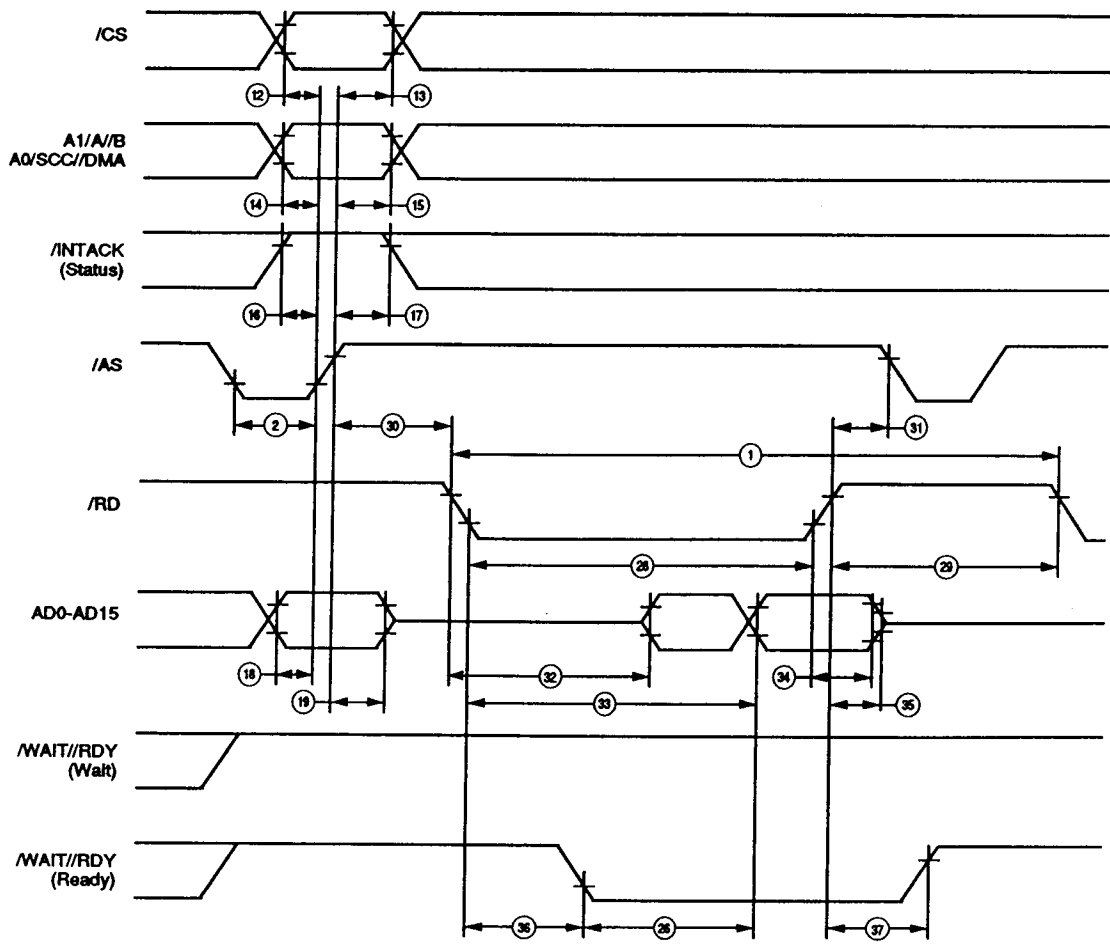 /CS
12
13
A1/A//B
A0/SCC//DMA
14
15
/INTACK
(Status)
16
17
/AS
2
30
31
1
/RD
28
29
AD0-AD15
18
32
34
19
33
35
/WAIT//RDY
(Wait)
/WAIT//RDY
(Ready)
36
26
37